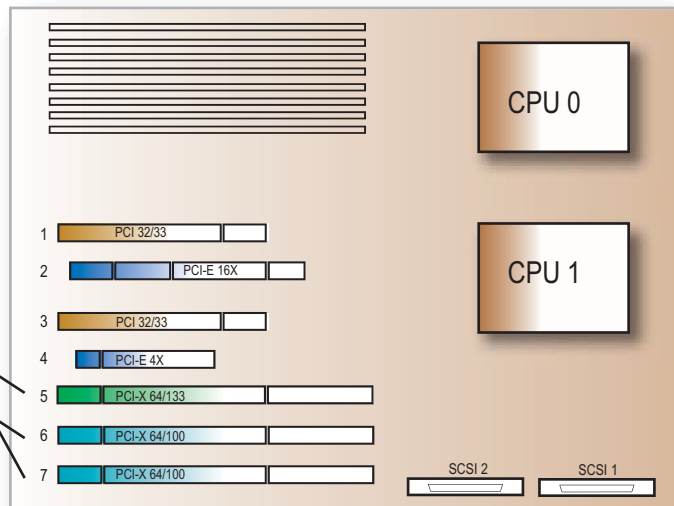 CPU 0
1 PCI 32/33
2 PCI-E 16X
CPU 1
3 PCI 32/33
4 PCI-E 4X
5 PCI-X 64/133
6 PCI-X 64/100
7 PCI-X 64/100
SCSI 2 SCSI 1